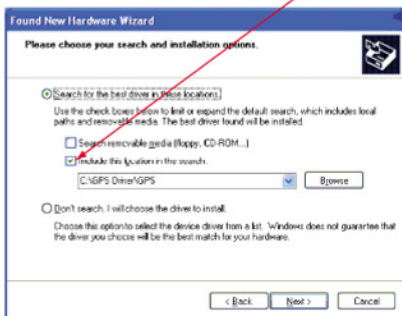 Found New Hardware Wizard
Please choose your search and installation options.
Search for the best driver in these locations.
Use the check boxes below to limit or expand the default search, which includes local
paths and removable media. The best driver found will be installed.
Search removable media (floppy, CD-ROM...)
Include this location in the search.
C:\GPS Driver\GPS
Browse
Don't search. I will choose the driver to install.
Choose this option to select the device driver from a list. Windows does not guarantee that
the driver you choose will be the best match for your hardware.
< Back
Next >
Cancel